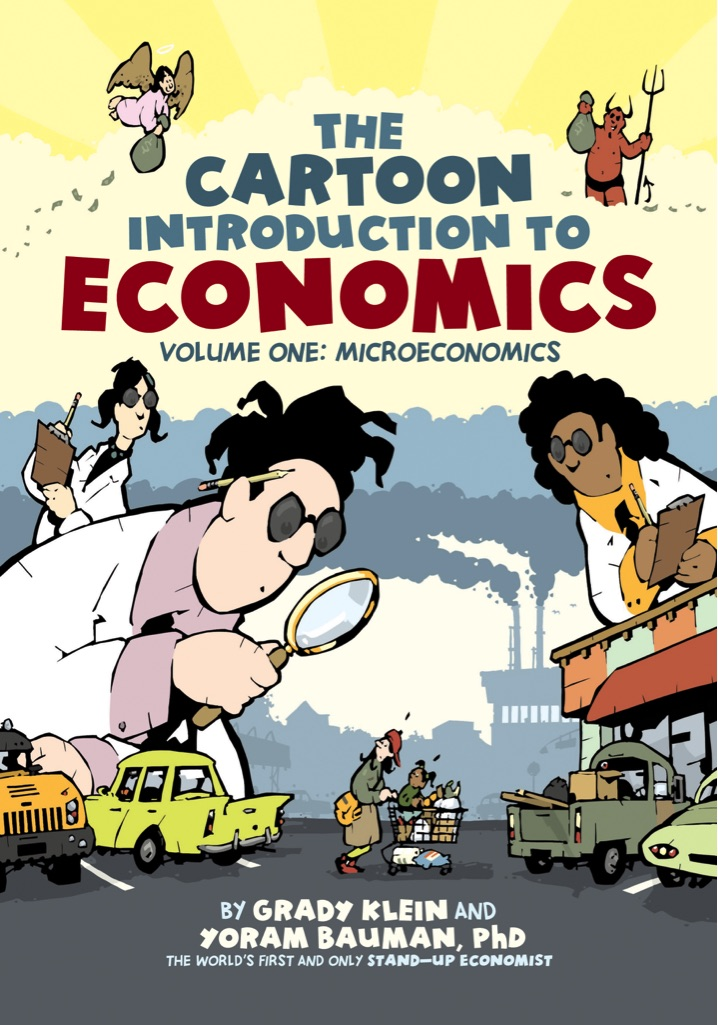 THE
CARTOON
INTRODUCTION TO
ECONOMICS
VOLUME ONE: MICROECONOMICS
BY GRADY KLEIN AND
YORAM BAUMAN, PhD
THE WORLD'S FIRST AND ONLY STAND-UP ECONOMIST